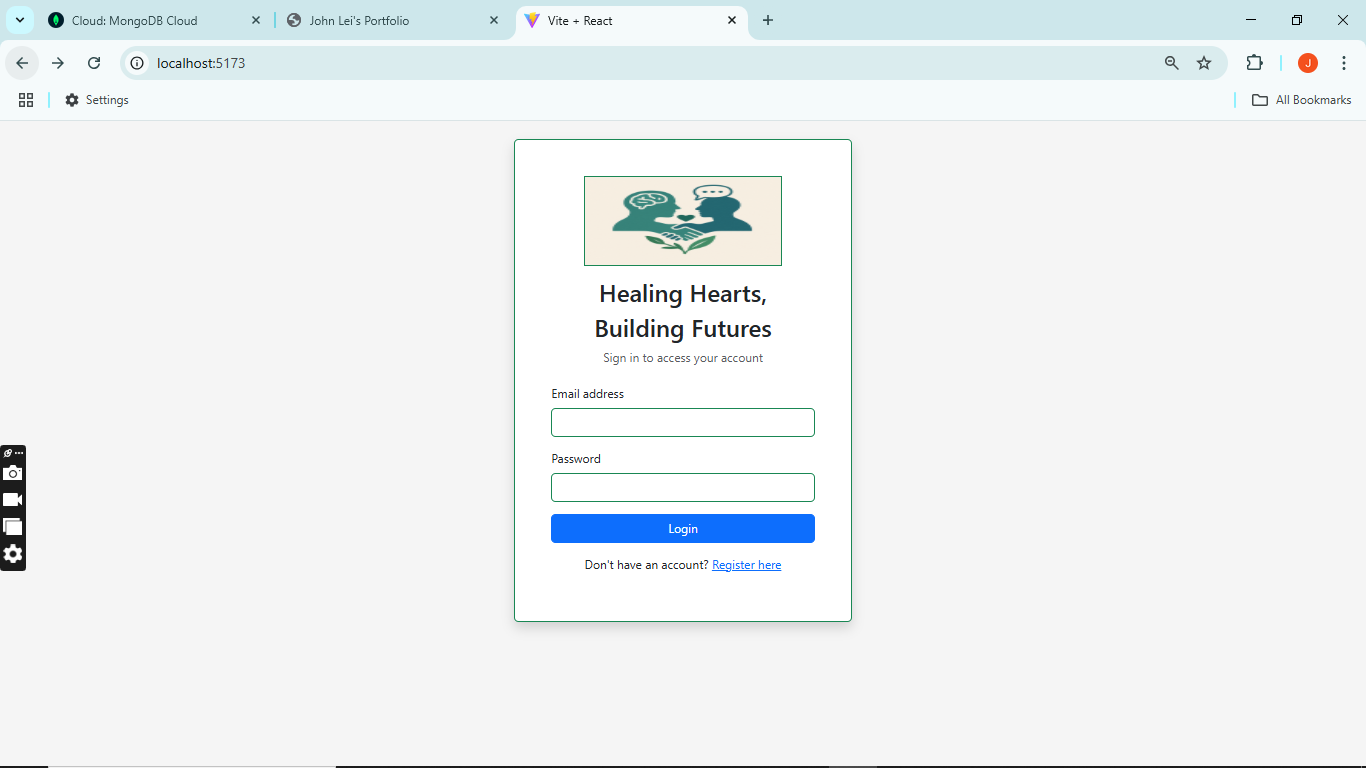 Cloud: MongoDB Cloud
John Lei's Portfolio
Vite + React
localhost:5173
J
Settings
All Bookmarks
Healing Hearts,
Building Futures
Sign in to access your account
Email address
Password
Login
Don't have an account? Register here